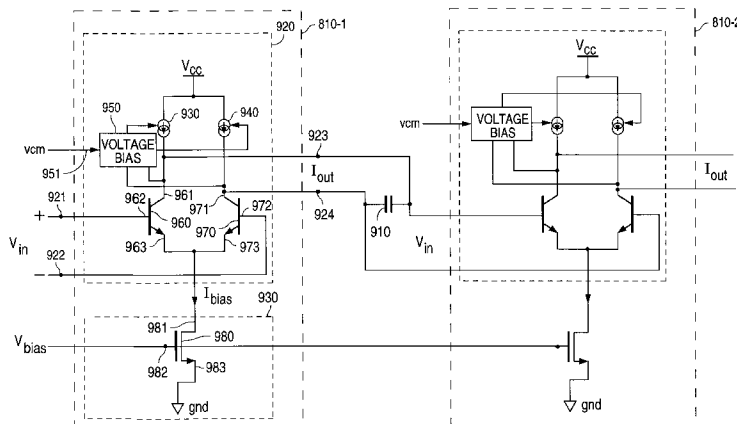 920
810-1
810-2
VCC
VCC
950
930
940
vcm
951
VOLTAGE
BIAS
923
vcm
VOLTAGE
BIAS
Iout
Iout
961
971
924
921
962
960
972
970
910
+
963
973
Vin
Vin
922
−
Ibias
930
981
980
Vbias
982
983
gnd
gnd